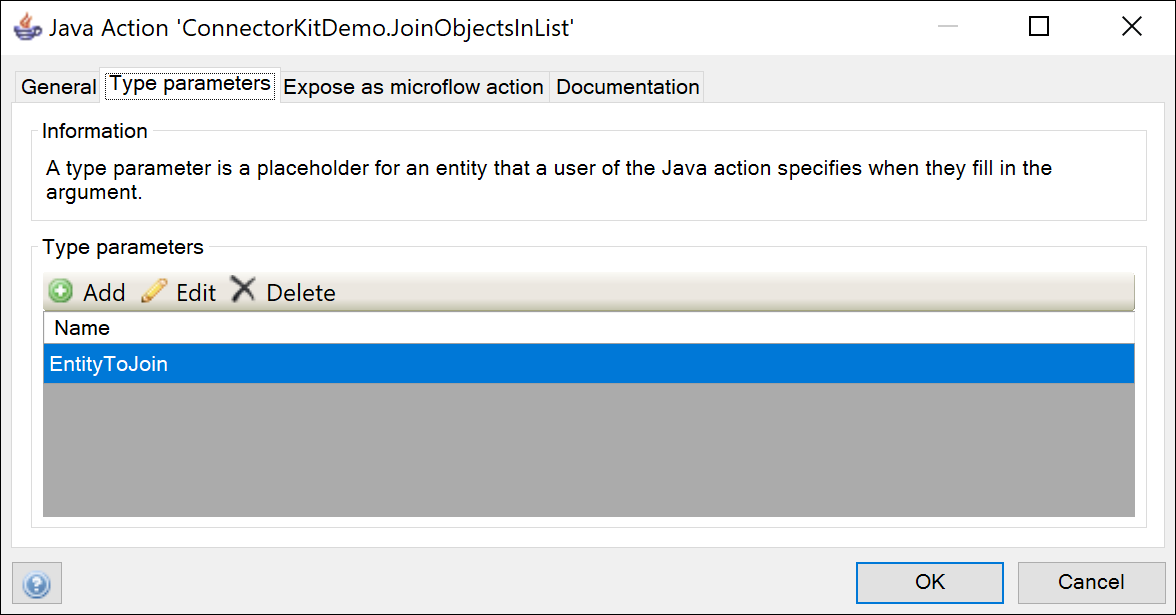 Java Action 'ConnectorKitDemo.JoinObjectsInList'
General Type parameters Expose as microflow action Documentation
Information
A type parameter is a placeholder for an entity that a user of the Java action specifies when they fill in the
argument.
Type parameters
Add Edit Delete
Name
EntityToJoin
OK Cancel